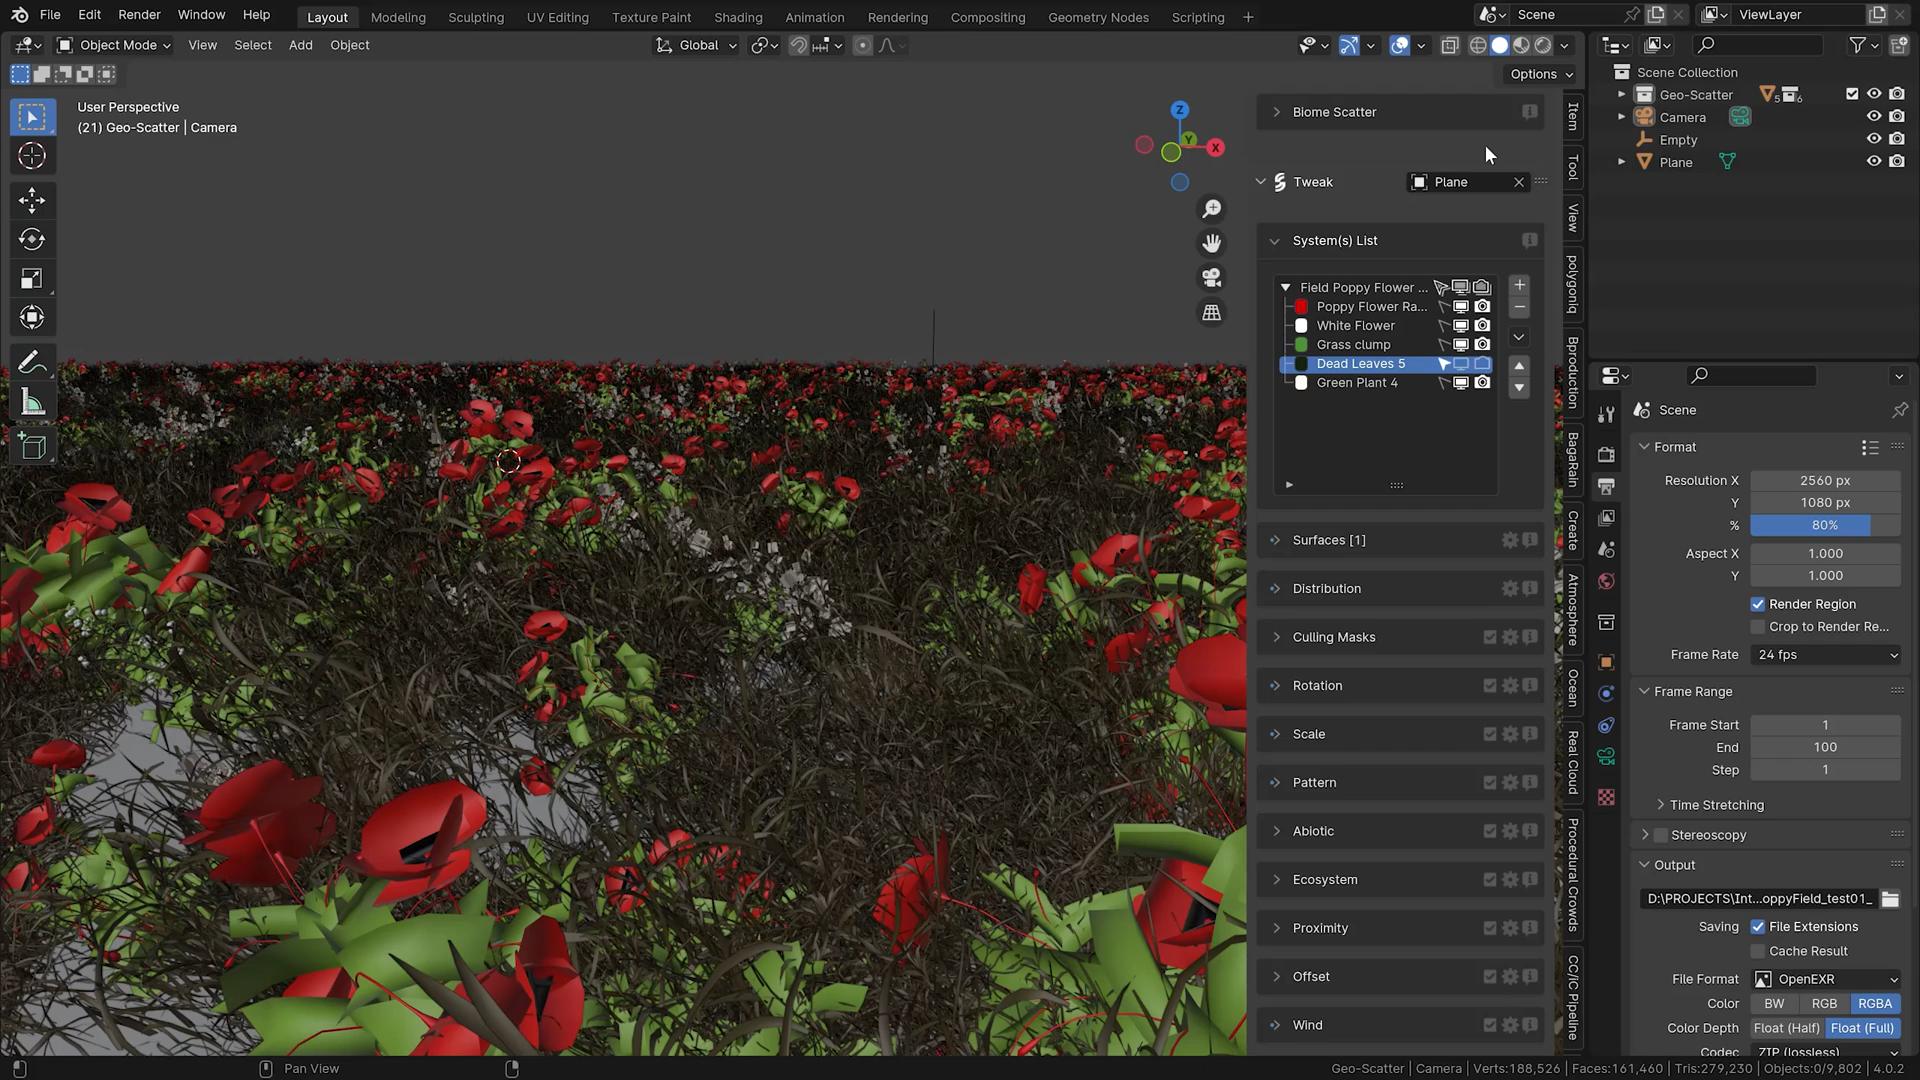 File Edit Render Window Help Layout Modeling Sculpting UV Editing Texture Paint Shading Animation Rendering Compositing Geometry Nodes Scripting + Scene ViewLayer
Object Mode View Select Add Object Global
Options
User Perspective
(21) Geo-Scatter | Camera
Z
Y
X
Biome Scatter
Tweak Plane
System(s) List
Field Poppy Flower ...
Poppy Flower Ra...
White Flower
Grass clump
Dead Leaves 5
Green Plant 4
Surfaces [1]
Distribution
Culling Masks
Rotation
Scale
Pattern
Abiotic
Ecosystem
Proximity
Offset
Wind
Item
Tool
View
polygoniq
Bproduction
BagaRain
Create
Atmosphere
Ocean
Real Cloud
Procedural Crowds
CC/iC Pipeline
Scene Collection
Geo-Scatter 5 6
Camera
Empty
Plane
Scene
Format
Resolution X 2560 px
Y 1080 px
% 80%
Aspect X 1.000
Y 1.000
Render Region
Crop to Render Re...
Frame Rate 24 fps
Frame Range
Frame Start 1
End 100
Step 1
Time Stretching
Stereoscopy
Output
D:\PROJECTS\Int...oppyField_test01_
Saving File Extensions
Cache Result
File Format OpenEXR
Color BW RGB RGBA
Color Depth Float (Half) Float (Full)
Codec ZIP (lossless)
Pan View
Geo-Scatter | Camera | Verts:188,526 | Faces:161,460 | Tris:279,230 | Objects:0/9,802 | 4.0.2